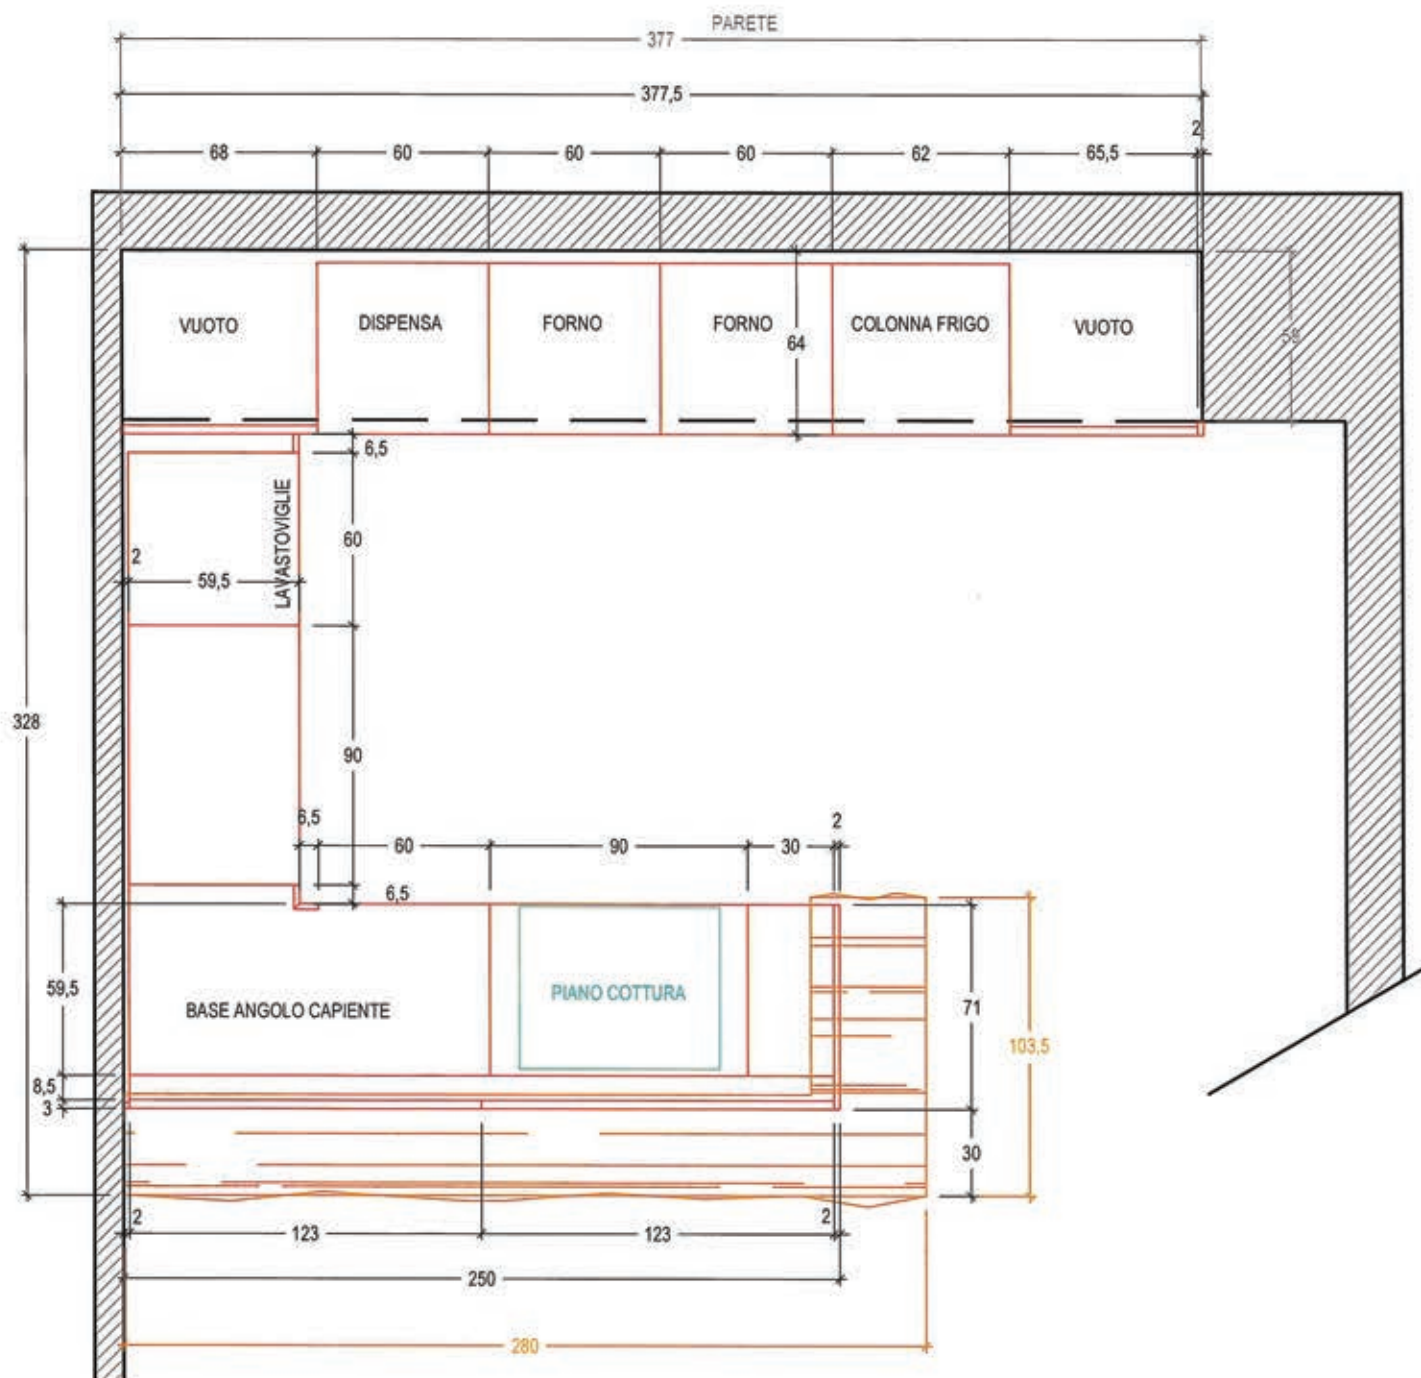 PARETE
377
377,5
2
68 60 60 60 62 65,5
VUOTO DISPENSA FORNO FORNO COLONNA FRIGO VUOTO
64
58
6,5
LAVASTOVIGLIE
60
2
59,5
328
90
6,5
60 90 30 2
6,5
59,5
BASE ANGOLO CAPIENTE
PIANO COTTURA
71
103,5
8,5
3
30
2 123 123 2
250
280